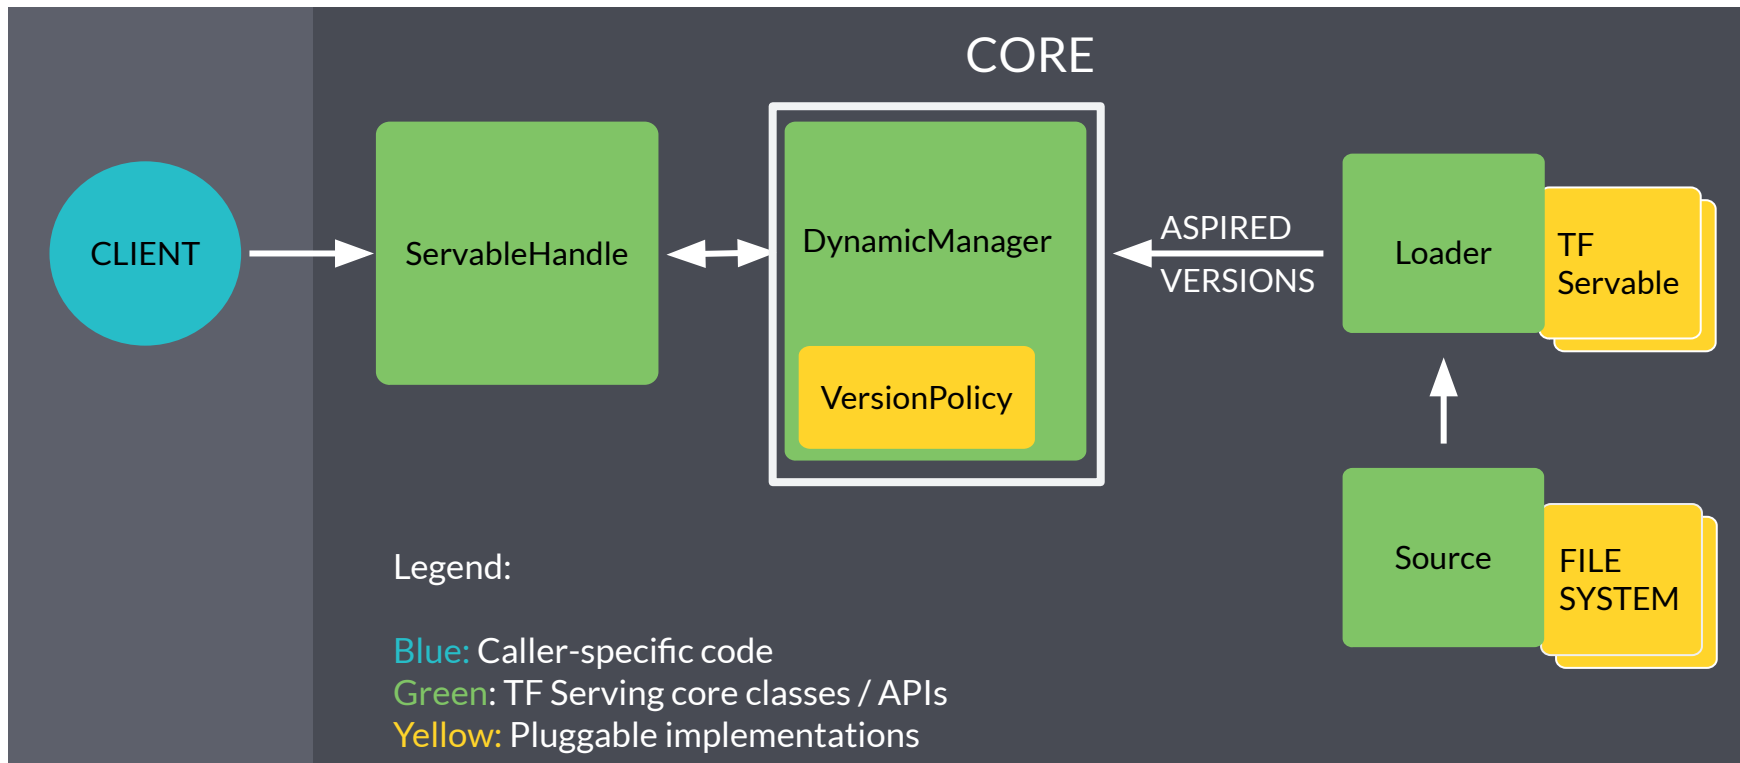 CORE
CLIENT
ServableHandle
DynamicManager
VersionPolicy
ASPIRED
VERSIONS
Loader
TF
Servable
Source
FILE
SYSTEM
Legend:
Blue: Caller-specific code
Green: TF Serving core classes / APIs
Yellow: Pluggable implementations